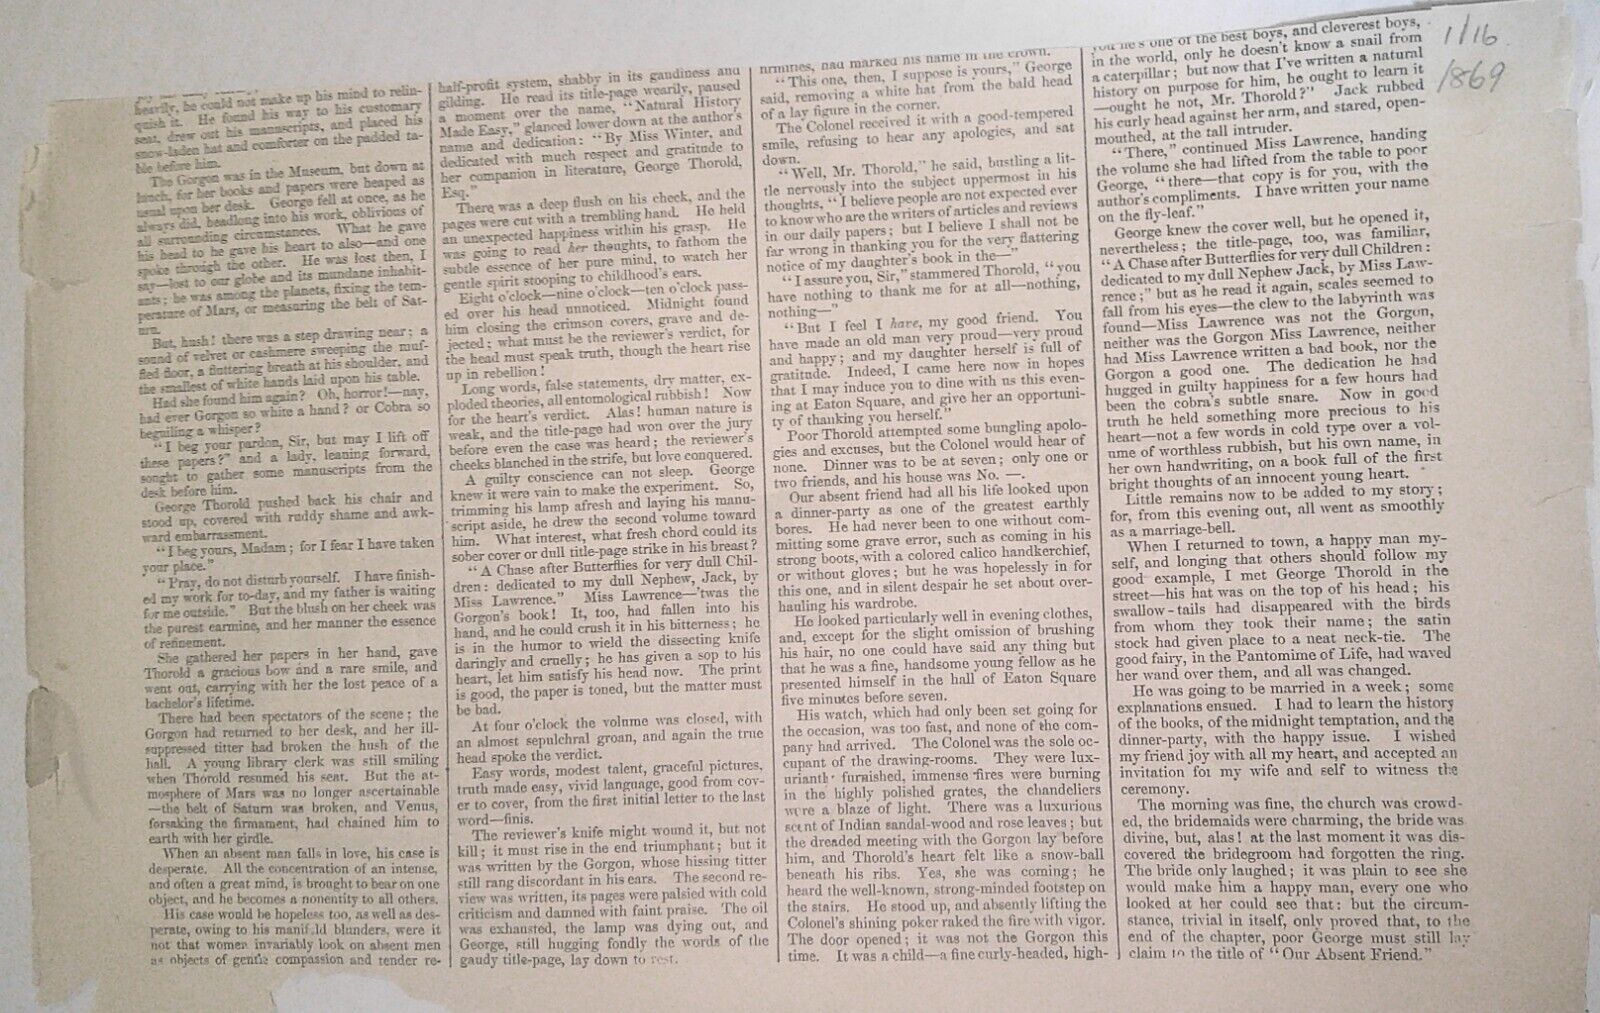 heavily, he could not make up his mind to relin-
quish it. He found his way to his customary
seat, drew out his manuscripts, and placed his
snow-laden hat and comforter on the padded ta-
ble before him.
The Gorgon was in the Museum, but down at
lunch, for her books and papers were heaped as
usual upon her desk. George fell at once, as he
always did, headlong into his work, oblivious of
all surrounding circumstances. What he gave
his head to he gave his heart to also—and one
spoke through the other. He was lost then, I
say—lost to our globe and its mundane inhabit-
ants; he was among the planets, fixing the tem-
perature of Mars, or measuring the belt of Sat-
urn.
But, hush! there was a step drawing near; a
sound of velvet or cashmere sweeping the muf-
fled floor, a fluttering breath at his shoulder, and
the smallest of white hands laid upon his table.
Had she found him again? Oh, horror!—nay,
had ever Gorgon so white a hand? or Cobra so
beguiling a whisper?
"I beg your pardon, Sir, but may I lift off
these papers?" and a lady, leaning forward,
sought to gather some manuscripts from the
desk before him.
George Thorold pushed back his chair and
stood up, covered with ruddy shame and awk-
ward embarrassment.
"I beg yours, Madam; for I fear I have taken
your place."
"Pray, do not disturb yourself. I have finish-
ed my work for to-day, and my father is waiting
for me outside." But the blush on her cheek was
the purest earmine, and her manner the essence
of refinement.
She gathered her papers in her hand, gave
Thorold a gracious bow and a rare smile, and
went out, carrying with her the lost peace of a
bachelor's lifetime.
There had been spectators of the scene; the
Gorgon had returned to her desk, and her ill-
suppressed titter had broken the hush of the
hall. A young library clerk was still smiling
when Thorold resumed his seat. But the at-
mosphere of Mars was no longer ascertainable
—the belt of Saturn was broken, and Venus,
forsaking the firmament, had chained him to
earth with her girdle.
When an absent man falls in love, his case is
desperate. All the concentration of an intense,
and often a great mind, is brought to bear on one
object, and he becomes a nonentity to all others.
His case would be hopeless too, as well as des-
perate, owing to his manifold blunders, were it
not that women invariably look on absent men
as objects of gentle compassion and tender re-
half-profit system, shabby in its gaudiness and
gilding. He read its title-page wearily, paused
a moment over the name, "Natural History
Made Easy," glanced lower down at the author's
name and dedication: "By Miss Winter, and
dedicated with much respect and gratitude to
her companion in literature, George Thorold,
Esq."
There was a deep flush on his cheek, and the
pages were cut with a trembling hand. He held
an unexpected happiness within his grasp. He
was going to read her thoughts, to fathom the
subtle essence of her pure mind, to watch her
gentle spirit stooping to childhood's ears.
Eight o'clock—nine o'clock—ten o'clock pass-
ed over his head unnoticed. Midnight found
him closing the crimson covers, grave and de-
jected; what must be the reviewer's verdict, for
the head must speak truth, though the heart rise
up in rebellion!
Long words, false statements, dry matter, ex-
ploded theories, all entomological rubbish! Now
for the heart's verdict. Alas! human nature is
weak, and the title-page had won over the jury
before even the case was heard; the reviewer's
cheeks blanched in the strife, but love conquered.
A guilty conscience can not sleep. George
knew it were vain to make the experiment. So,
trimming his lamp afresh and laying his manu-
script aside, he drew the second volume toward
him. What interest, what fresh chord could its
sober cover or dull title-page strike in his breast?
"A Chase after Butterflies for very dull Chil-
dren: dedicated to my dull Nephew, Jack, by
Miss Lawrence." Miss Lawrence—'twas the
Gorgon's book! It, too, had fallen into his
hand, and he could crush it in his bitterness; he
is in the humor to wield the dissecting knife
daringly and cruelly; he has given a sop to his
heart, let him satisfy his head now. The print
is good, the paper is toned, but the matter must
be bad.
At four o'clock the volume was closed, with
an almost sepulchral groan, and again the true
head spoke the verdict.
Easy words, modest talent, graceful pictures,
truth made easy, vivid language, good from cov-
er to cover, from the first initial letter to the last
word—finis.
The reviewer's knife might wound it, but not
kill; it must rise in the end triumphant; but it
was written by the Gorgon, whose hissing titter
still rang discordant in his ears. The second re-
view was written, its pages were palsied with cold
criticism and damned with faint praise. The oil
was exhausted, the lamp was dying out, and
George, still hugging fondly the words of the
gaudy title-page, lay down to rest.
firmities, had marked his name in the crown.
"This one, then, I suppose is yours," George
said, removing a white hat from the bald head
of a lay figure in the corner.
The Colonel received it with a good-tempered
smile, refusing to hear any apologies, and sat
down.
"Well, Mr. Thorold," he said, bustling a lit-
tle nervously into the subject uppermost in his
thoughts, "I believe people are not expected ever
to know who are the writers of articles and reviews
in our daily papers; but I believe I shall not be
far wrong in thanking you for the very flattering
notice of my daughter's book in the—"
"I assure you, Sir," stammered Thorold, "you
have nothing to thank me for at all—nothing,
nothing—"
"But I feel I have, my good friend. You
have made an old man very proud—very proud
and happy; and my daughter herself is full of
gratitude. Indeed, I came here now in hopes
that I may induce you to dine with us this even-
ing at Eaton Square, and give her an opportuni-
ty of thanking you herself."
Poor Thorold attempted some bungling apolo-
gies and excuses, but the Colonel would hear of
none. Dinner was to be at seven; only one or
two friends, and his house was No. —.
Our absent friend had all his life looked upon
a dinner-party as one of the greatest earthly
bores. He had never been to one without com-
mitting some grave error, such as coming in his
strong boots, with a colored calico handkerchief,
or without gloves; but he was hopelessly in for
this one, and in silent despair he set about over-
hauling his wardrobe.
He looked particularly well in evening clothes,
and, except for the slight omission of brushing
his hair, no one could have said any thing but
that he was a fine, handsome young fellow as he
presented himself in the hall of Eaton Square
five minutes before seven.
His watch, which had only been set going for
the occasion, was too fast, and none of the com-
pany had arrived. The Colonel was the sole oc-
cupant of the drawing-rooms. They were lux-
uriantly furnished, immense fires were burning
in the highly polished grates, the chandeliers
were a blaze of light. There was a luxurious
scent of Indian sandal-wood and rose leaves; but
the dreaded meeting with the Gorgon lay before
him, and Thorold's heart felt like a snow-ball
beneath his ribs. Yes, she was coming; he
heard the well-known, strong-minded footstep on
the stairs. He stood up, and absently lifting the
Colonel's shining poker raked the fire with vigor.
The door opened; it was not the Gorgon this
time. It was a child—a fine curly-headed, high-
you he's one of the best boys, and cleverest boys,
in the world, only he doesn't know a snail from
a caterpillar; but now that I've written a natural
history on purpose for him, he ought to learn it
—ought he not, Mr. Thorold?" Jack rubbed
his curly head against her arm, and stared, open-
mouthed, at the tall intruder.
"There," continued Miss Lawrence, handing
the volume she had lifted from the table to poor
George, "there—that copy is for you, with the
author's compliments. I have written your name
on the fly-leaf."
George knew the cover well, but he opened it,
nevertheless; the title-page, too, was familiar,
"A Chase after Butterflies for very dull Children:
dedicated to my dull Nephew Jack, by Miss Law-
rence;" but as he read it again, scales seemed to
fall from his eyes—the clew to the labyrinth was
found—Miss Lawrence was not the Gorgon,
neither was the Gorgon Miss Lawrence, neither
had Miss Lawrence written a bad book, nor the
Gorgon a good one. The dedication he had
hugged in guilty happiness for a few hours had
been the cobra's subtle snare. Now in good
truth he held something more precious to his
heart—not a few words in cold type over a vol-
ume of worthless rubbish, but his own name, in
her own handwriting, on a book full of the first
bright thoughts of an innocent young heart.
Little remains now to be added to my story;
for, from this evening out, all went as smoothly
as a marriage-bell.
When I returned to town, a happy man my-
self, and longing that others should follow my
good example, I met George Thorold in the
street—his hat was on the top of his head; his
swallow-tails had disappeared with the birds
from whom they took their name; the satin
stock had given place to a neat neck-tie. The
good fairy, in the Pantomime of Life, had waved
her wand over them, and all was changed.
He was going to be married in a week; some
explanations ensued. I had to learn the history
of the books, of the midnight temptation, and the
dinner-party, with the happy issue. I wished
my friend joy with all my heart, and accepted an
invitation for my wife and self to witness the
ceremony.
The morning was fine, the church was crowd-
ed, the bridemaids were charming, the bride was
divine, but, alas! at the last moment it was dis-
covered the bridegroom had forgotten the ring.
The bride only laughed; it was plain to see she
would make him a happy man, every one who
looked at her could see that: but the circum-
stance, trivial in itself, only proved that, to the
end of the chapter, poor George must still lay
claim to the title of "Our Absent Friend."
1/16
1869